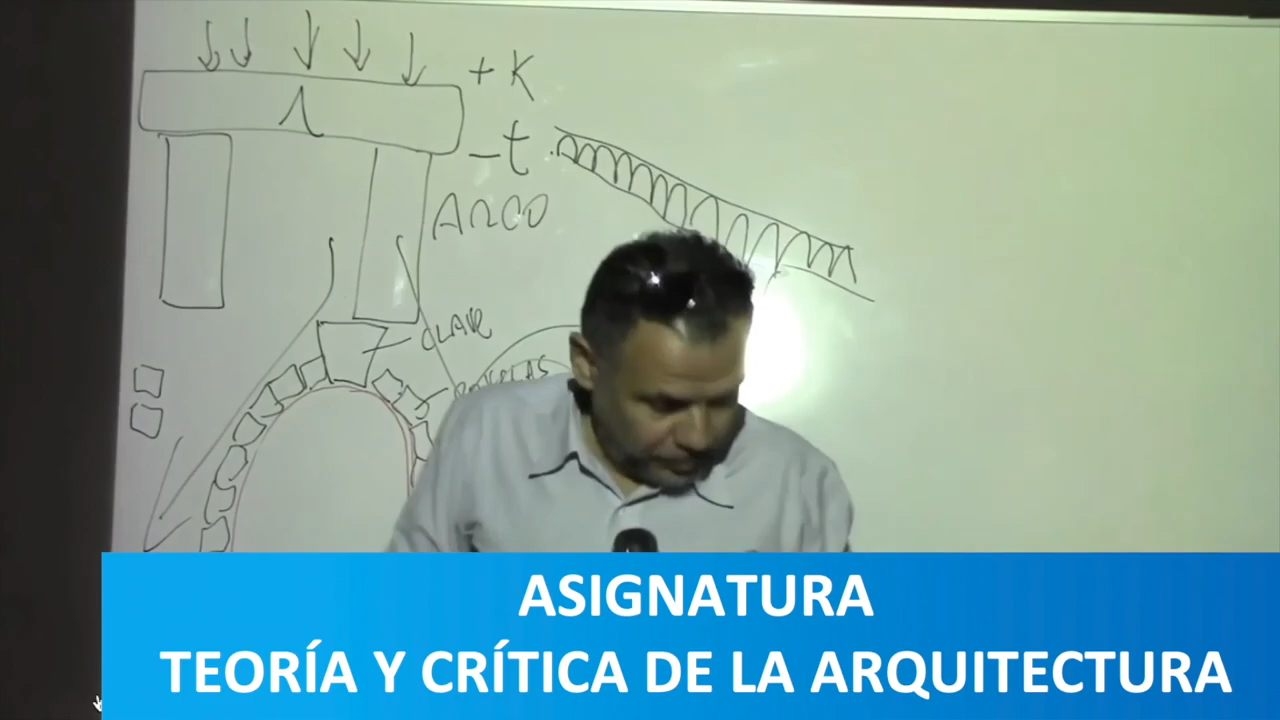 + K
- t
ARCO
CLAVE
ASIGNATURA
TEORÍA Y CRÍTICA DE LA ARQUITECTURA